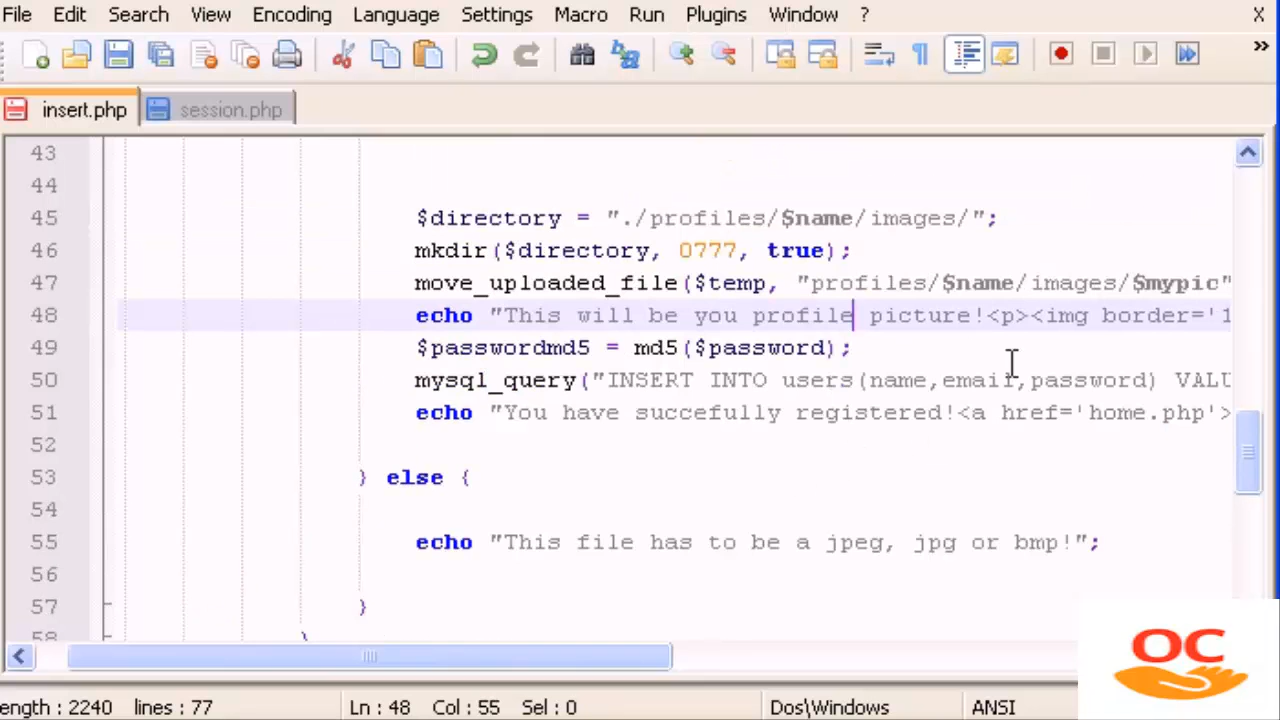 File Edit Search View Encoding Language Settings Macro Run Plugins Window ? X
»
insert.php session.php
43
44
45 $directory = "./profiles/$name/images/";
46 mkdir($directory, 0777, true);
47 move_uploaded_file($temp, "profiles/$name/images/$mypic"
48 echo "This will be you profile picture!<p><img border='1
49 $passwordmd5 = md5($password);
50 mysql_query("INSERT INTO users(name,email,password) VALU
51 echo "You have succefully registered!<a href='home.php'>
52
53 } else {
54
55 echo "This file has to be a jpeg, jpg or bmp!";
56
57 }
58 }
ength : 2240 lines : 77 Ln : 48 Col : 55 Sel : 0 Dos\Windows ANSI
OC